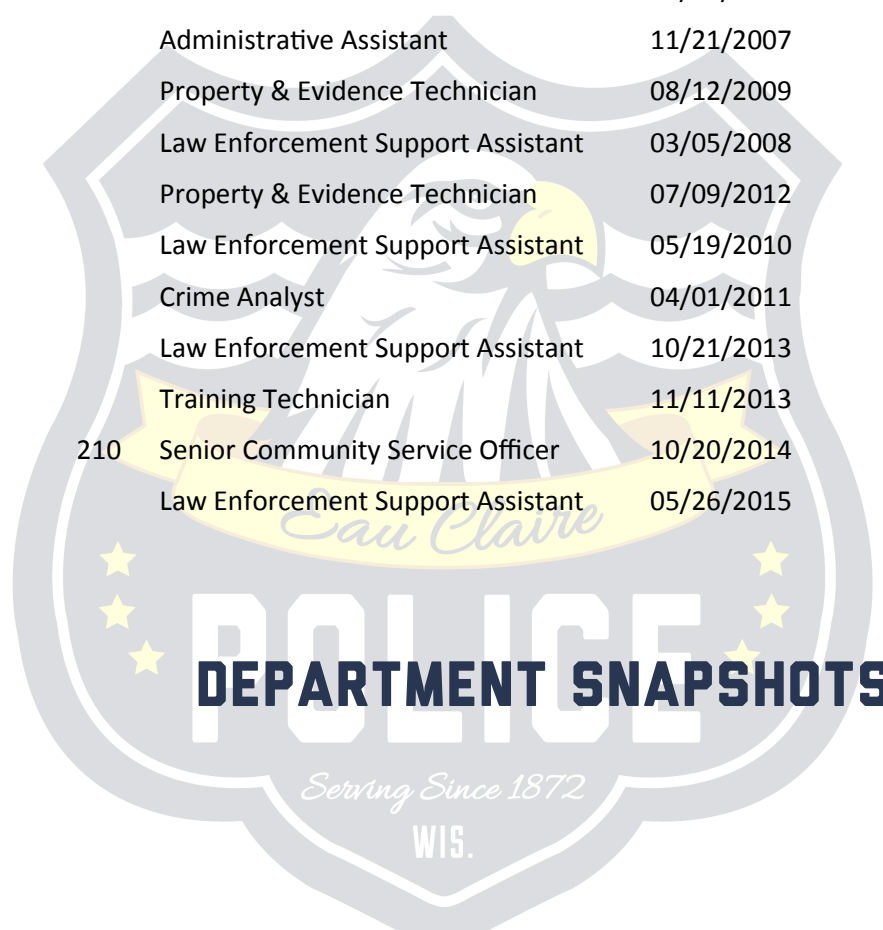 Administrative Assistant 11/21/2007
Property & Evidence Technician 08/12/2009
Law Enforcement Support Assistant 03/05/2008
Property & Evidence Technician 07/09/2012
Law Enforcement Support Assistant 05/19/2010
Crime Analyst 04/01/2011
Law Enforcement Support Assistant 10/21/2013
Training Technician 11/11/2013
210 Senior Community Service Officer 10/20/2014
Law Enforcement Support Assistant 05/26/2015
Eau Claire
POLICE
DEPARTMENT SNAPSHOTS
Serving Since 1872
WIS.